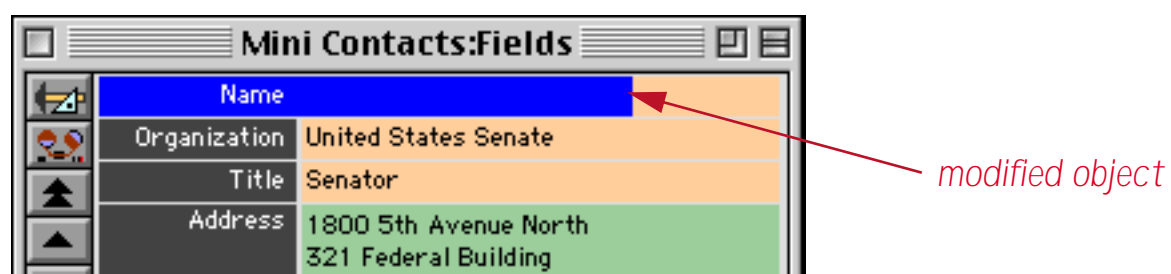 Mini Contacts:Fields
Name
Organization United States Senate
modified object
Title Senator
Address 1800 5th Avenue North
321 Federal Building